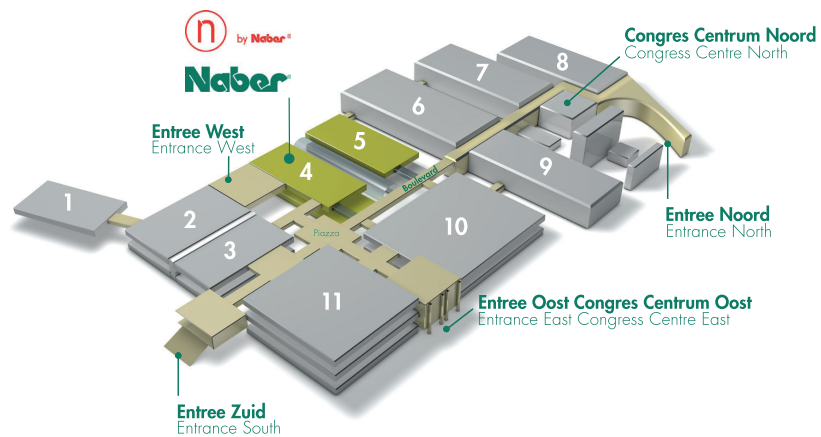 n by Naber®
Naber®
Congres Centrum Noord
Congress Centre North
8
7
6
Entree West
Entrance West
5
4
9
Boulevard
1
2
3
10
Piazza
Entree Noord
Entrance North
11
Entree Oost Congres Centrum Oost
Entrance East Congress Centre East
Entree Zuid
Entrance South